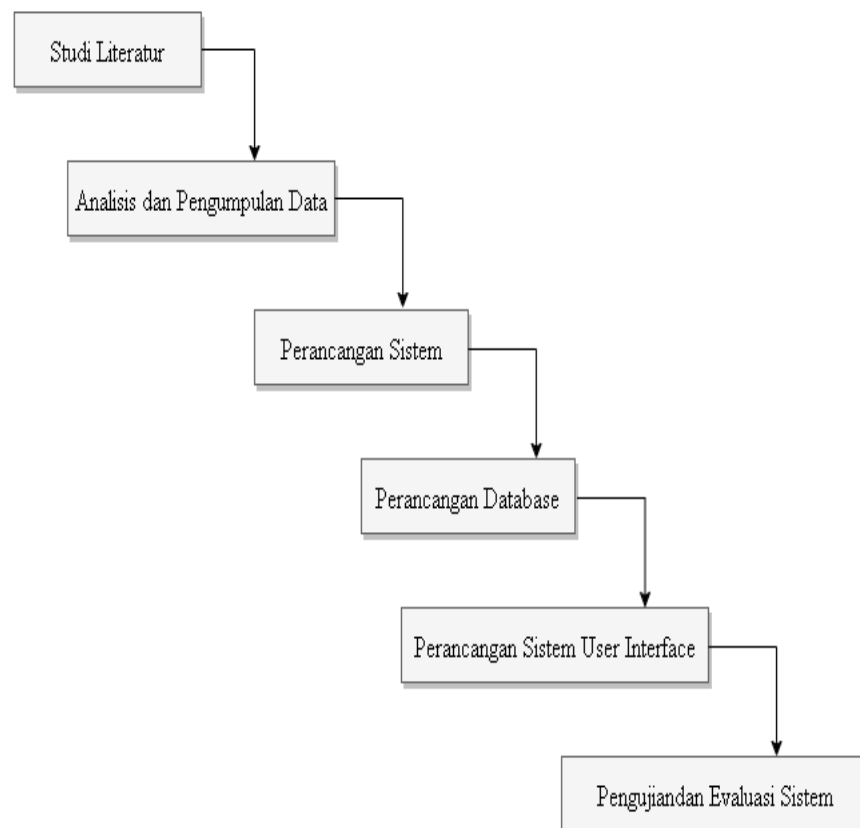 Studi Literatur
Analisis dan Pengumpulan Data
Perancangan Sistem
Perancangan Database
Perancangan Sistem User Interface
Pengujiandan Evaluasi Sistem